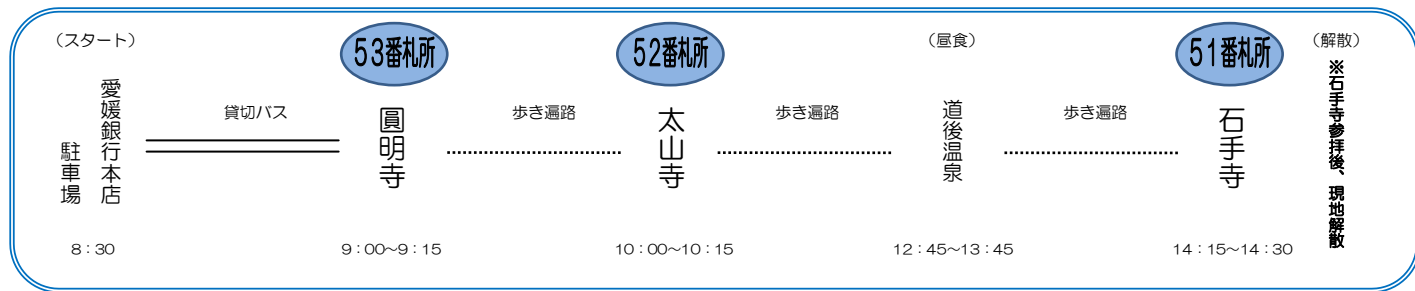 （スタート）
愛媛銀行本店
駐車場
8：30
貸切バス
53番札所
圓明寺
9：00～9：15
歩き遍路
52番札所
太山寺
10：00～10：15
歩き遍路
（昼食）
道後温泉
12：45～13：45
歩き遍路
51番札所
石手寺
14：15～14：30
（解散）
※石手寺参拝後、現地解散